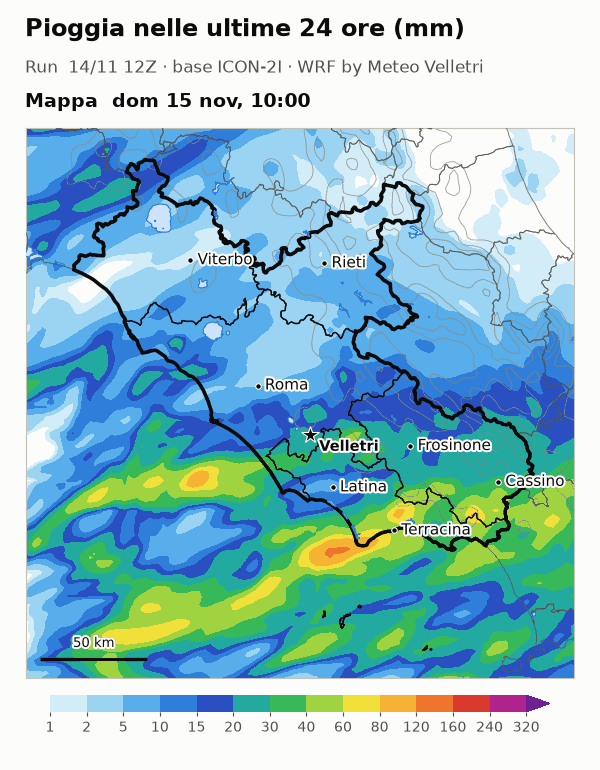 Pioggia nelle ultime 24 ore (mm)
Run  14/11 12Z · base ICON-2I · WRF by Meteo Velletri
Mappa  dom 15 nov, 10:00
Viterbo
Rieti
Roma
Velletri
Frosinone
Cassino
Latina
Terracina
50 km
1 2 5 10 15 20 30 40 60 80 120 160 240 320